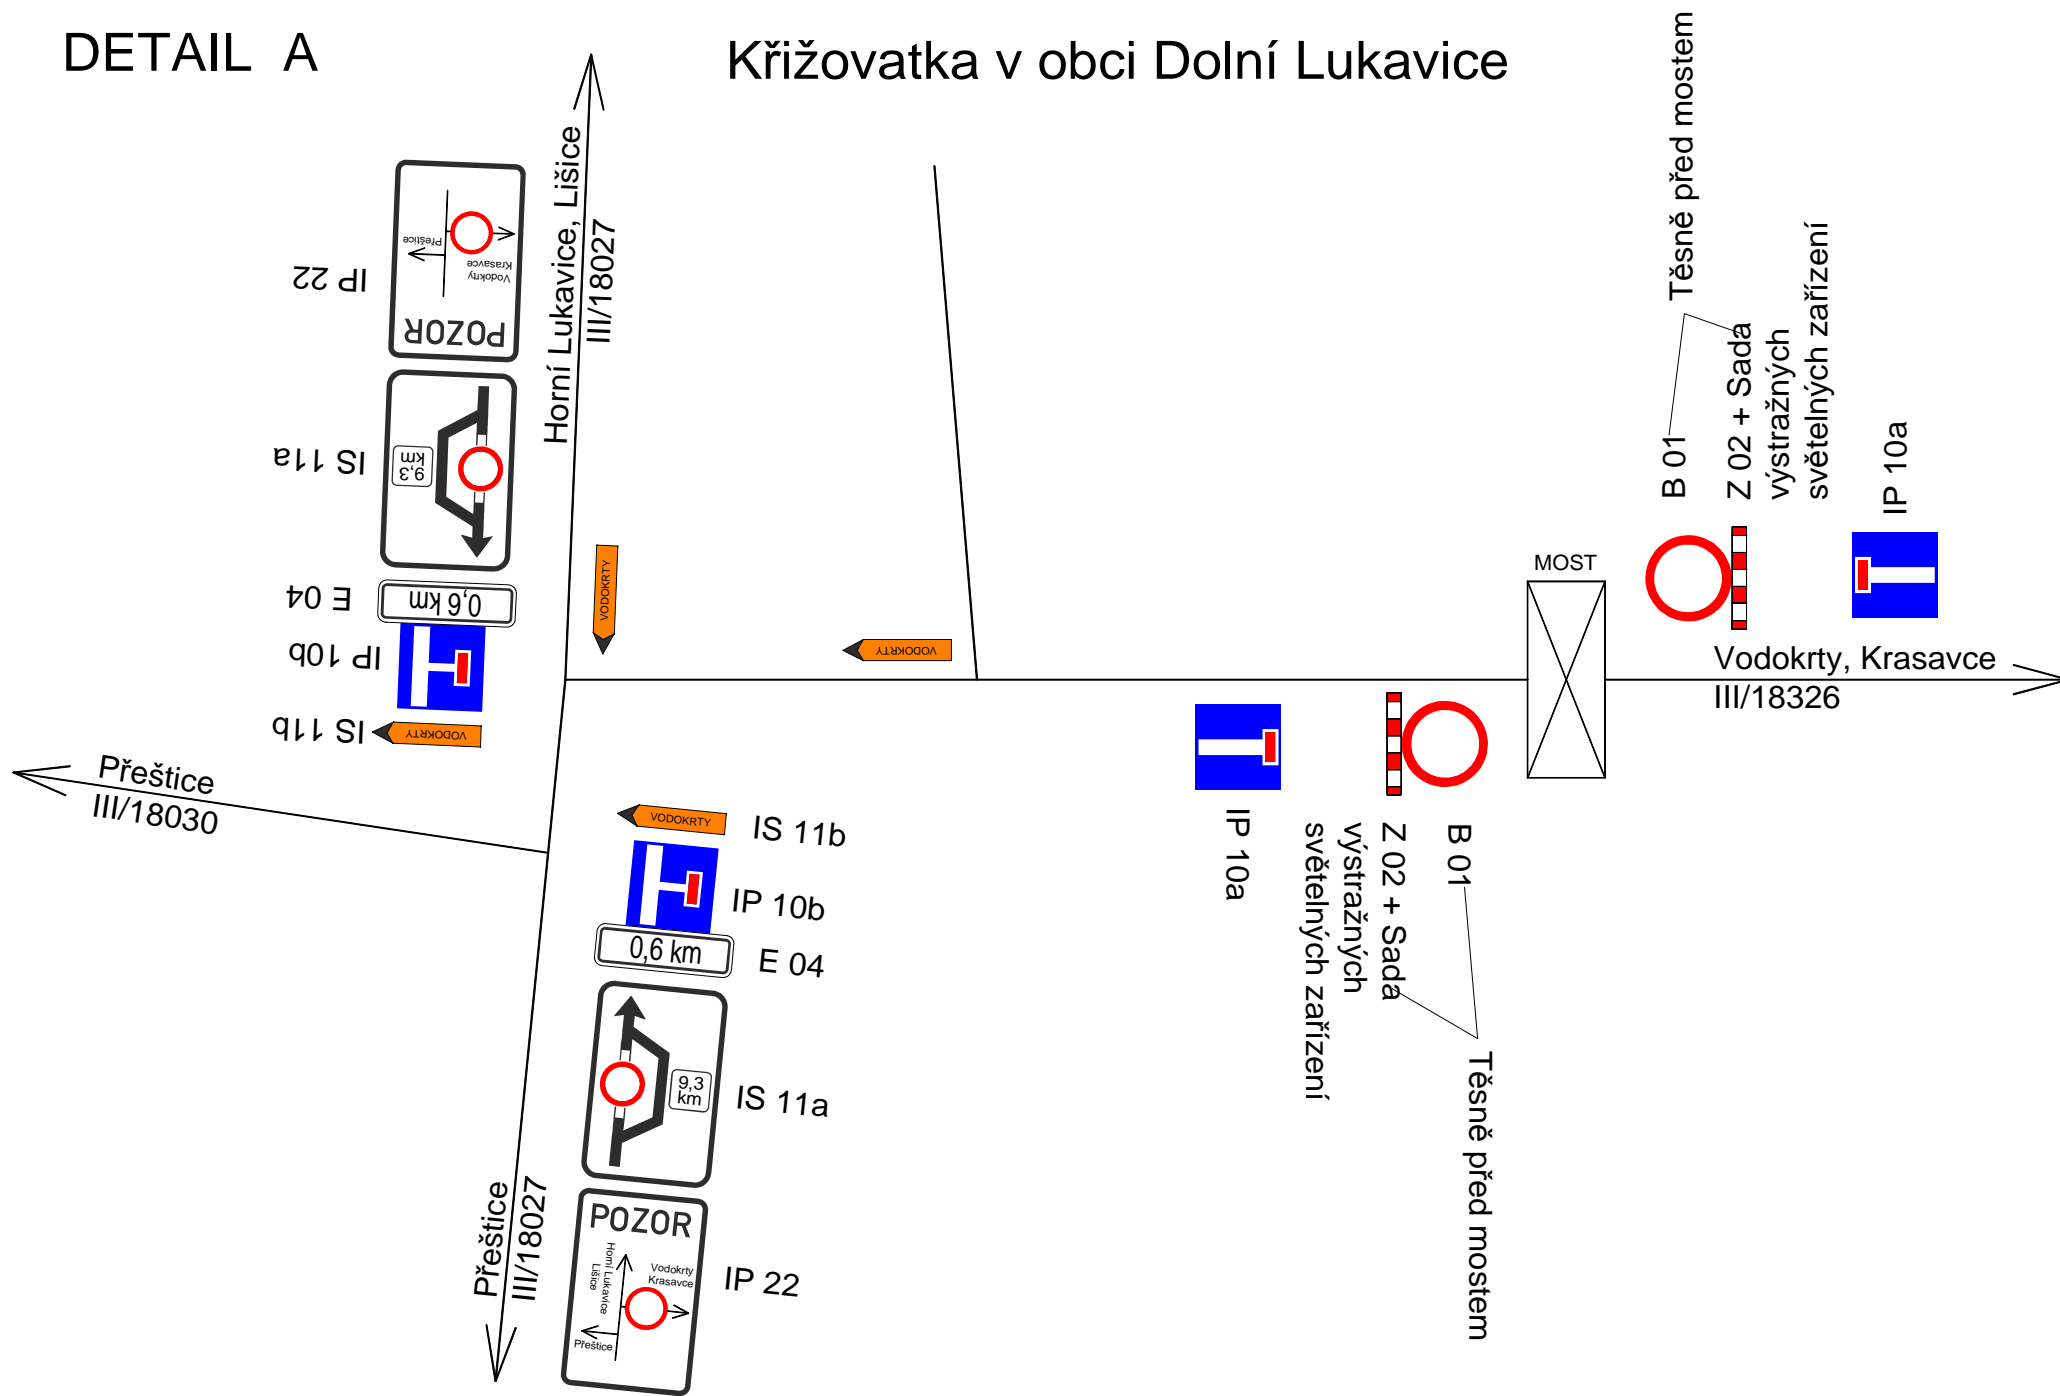 DETAIL A
Křižovatka v obci Dolní Lukavice
Horní Lukavice, Lišice
III/18027
POZOR
Vodokrty
Krasavce
Přeštice
IP 22
9,3
km
IS 11a
0,6 km
E 04
IP 10b
VODOKRTY
IS 11b
VODOKRTY
VODOKRTY
Přeštice
III/18030
VODOKRTY
IS 11b
IP 10b
0,6 km
E 04
9,3
km
IS 11a
POZOR
Horní Lukavice
Lišice
Vodokrty
Krasavce
Přeštice
IP 22
Přeštice
III/18027
MOST
Těsně před mostem
B 01
Z 02 + Sada
výstražných
světelných zařízení
IP 10a
Vodokrty, Krasavce
III/18326
IP 10a
B 01
Z 02 + Sada
výstražných
světelných zařízení
Těsně před mostem